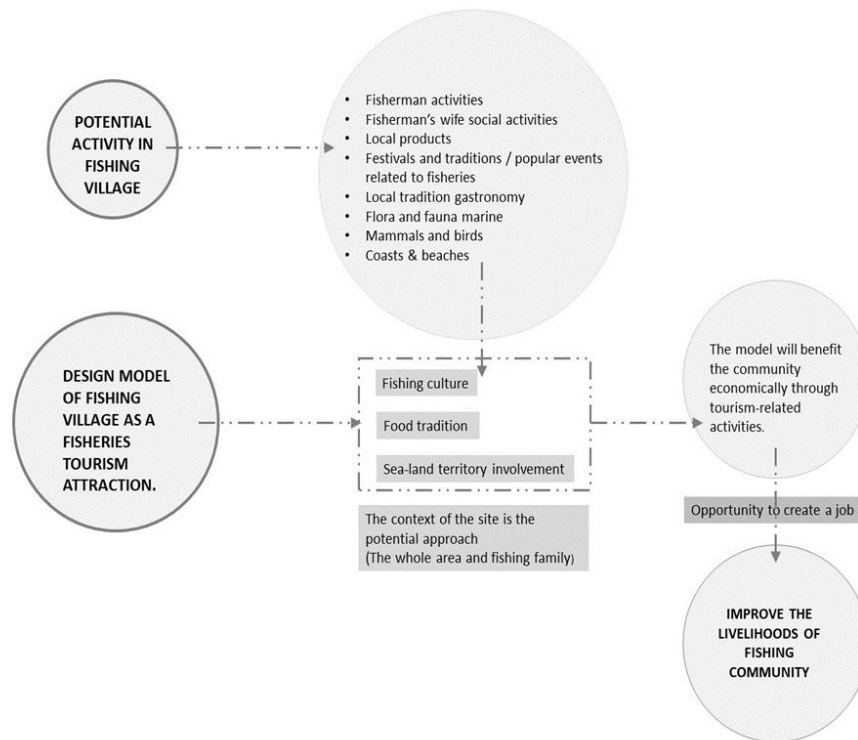 POTENTIAL
ACTIVITY IN
FISHING
VILLAGE
• Fisherman activities
• Fisherman's wife social activities
• Local products
• Festivals and traditions / popular events
related to fisheries
• Local tradition gastronomy
• Flora and fauna marine
• Mammals and birds
• Coasts & beaches
DESIGN MODEL
OF FISHING
VILLAGE AS A
FISHERIES
TOURISM
ATTRACTION.
Fishing culture
Food tradition
Sea-land territory involvement
The context of the site is the
potential approach
(The whole area and fishing family)
The model will benefit
the community
economically through
tourism-related
activities.
Opportunity to create a job
IMPROVE THE
LIVELIHOODS OF
FISHING
COMMUNITY